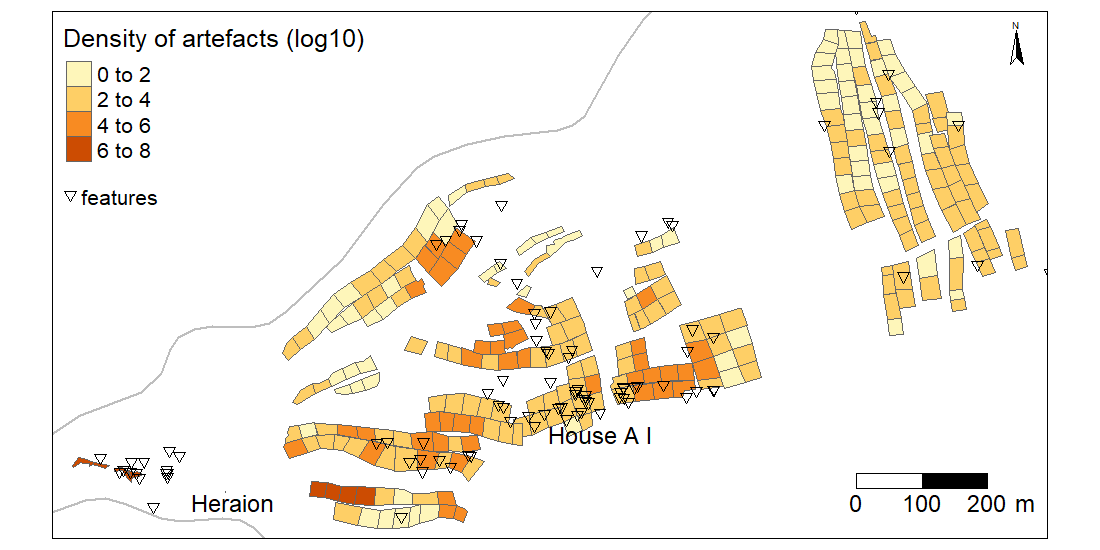 Density of artefacts (log10)
0 to 2
2 to 4
4 to 6
6 to 8
features
N
House A I
Heraion
0 100 200 m